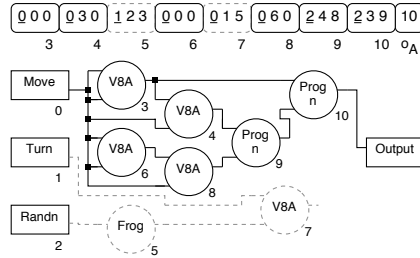 000 030 123 000 015 060 248 239 10
3 4 5 6 7 8 9 10 oA
Move
0
V8A
3
Prog
n
10
V8A
4
Prog
n
9
Turn
1
V8A
6
V8A
8
Output
Randn
2
Frog
5
V8A
7